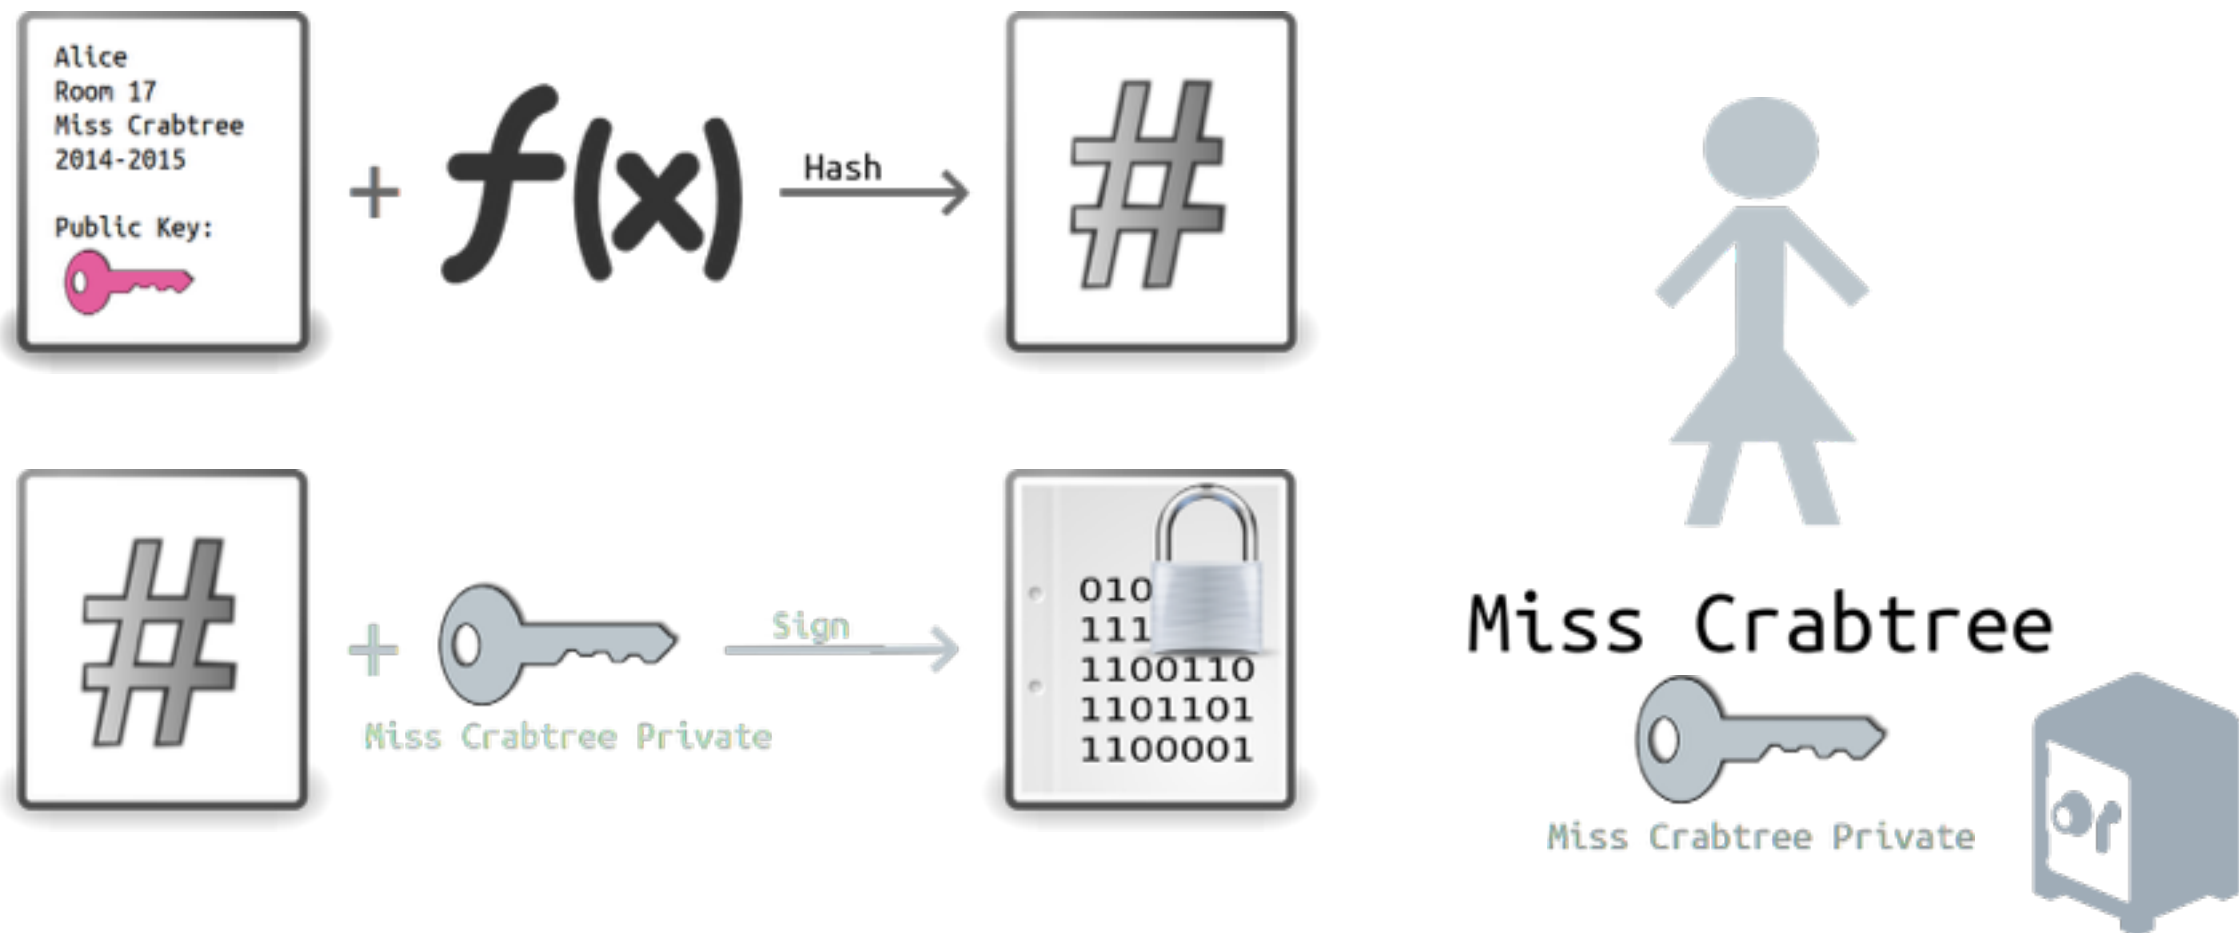 Alice
Room 17
Miss Crabtree
2014-2015
Public Key:
+
f(x)
Hash
#
#
+
Sign
Miss Crabtree Private
010
111
1100110
1101101
1100001
Miss Crabtree
Miss Crabtree Private